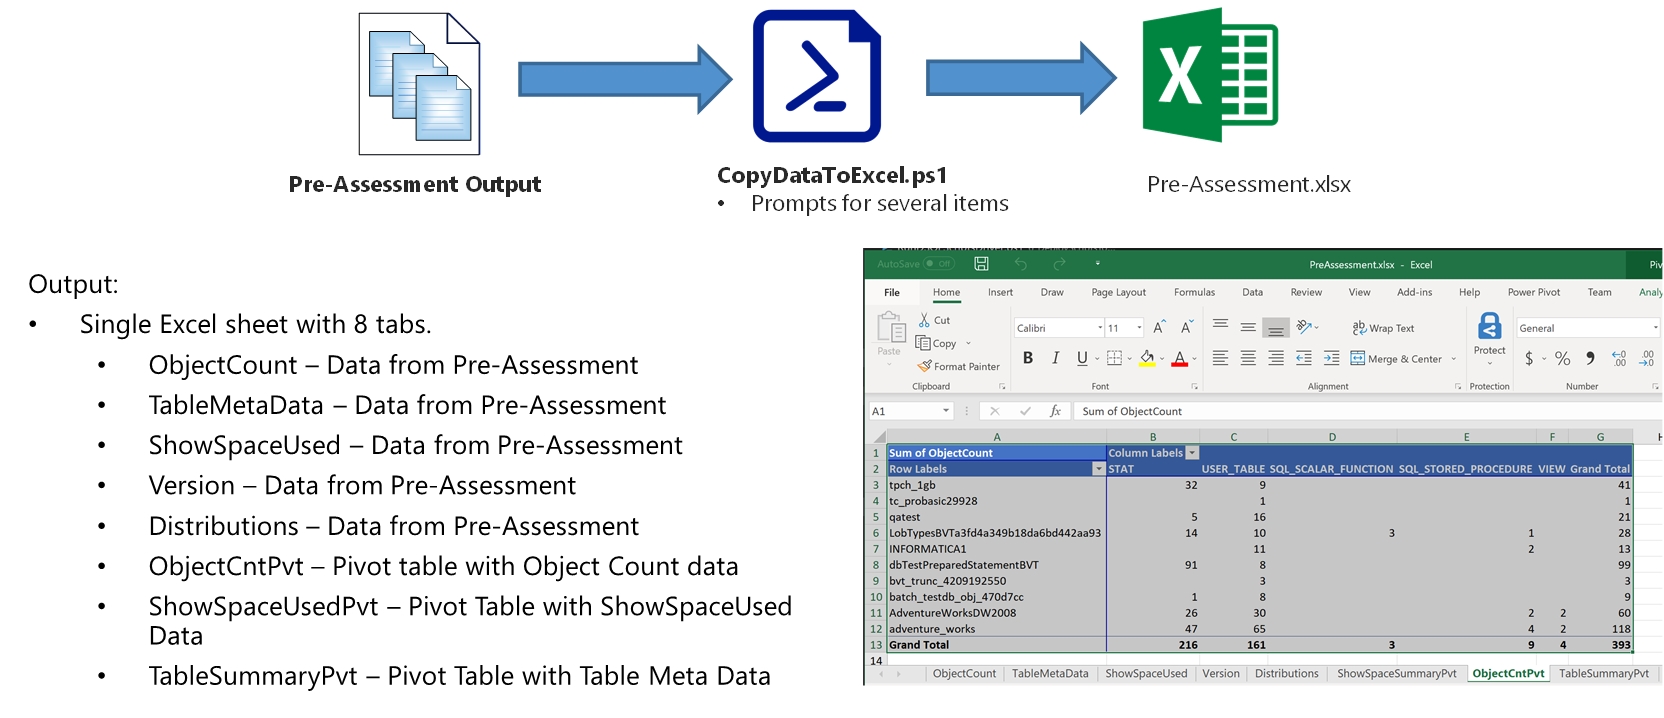 Pre-Assessment Output
CopyDataToExcel.ps1
• Prompts for several items
Pre-Assessment.xlsx
Output:
• Single Excel sheet with 8 tabs.
• ObjectCount – Data from Pre-Assessment
• TableMetaData – Data from Pre-Assessment
• ShowSpaceUsed – Data from Pre-Assessment
• Version – Data from Pre-Assessment
• Distributions – Data from Pre-Assessment
• ObjectCntPvt – Pivot table with Object Count data
• ShowSpaceUsedPvt – Pivot Table with ShowSpaceUsed
Data
• TableSummaryPvt – Pivot Table with Table Meta Data
AutoSave Off PreAssessment.xlsx - Excel Piv
File Home Insert Draw Page Layout Formulas Data Review View Add-ins Help Power Pivot Team Analy
Paste Cut Calibri 11 A A ab Wrap Text Protect General
Copy B I U A Merge & Center $ % , .00
Format Painter
Clipboard Font Alignment Protection Number
A1 fx Sum of ObjectCount
A B C D E F G H
1 Sum of ObjectCount Column Labels
2 Row Labels STAT USER_TABLE SQL_SCALAR_FUNCTION SQL_STORED_PROCEDURE VIEW Grand Total
3 tpch_1gb 32 9 41
4 tc_probasic29928 1 1
5 qatest 5 16 21
6 LobTypesBVTa3fd4a349b18da6bd442aa93 14 10 3 1 28
7 INFORMATICA1 11 2 13
8 dbTestPreparedStatementBVT 91 8 99
9 bvt_trunc_4209192550 3 3
10 batch_testdb_obj_470d7cc 1 8 9
11 AdventureWorksDW2008 26 30 2 2 60
12 adventure_works 47 65 4 2 118
13 Grand Total 216 161 3 9 4 393
14
ObjectCount TableMetaData ShowSpaceUsed Version Distributions ShowSpaceSummaryPvt ObjectCntPvt TableSummaryPvt